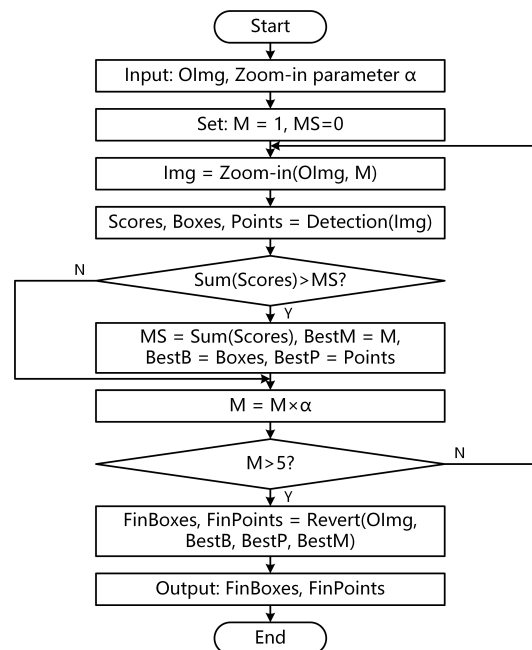 Start
Input: OImg, Zoom-in parameter α
Set: M = 1, MS=0
Img = Zoom-in(OImg, M)
Scores, Boxes, Points = Detection(Img)
N
Sum(Scores)>MS?
Y
MS = Sum(Scores), BestM = M,
BestB = Boxes, BestP = Points
M = M×α
M>5?
N
Y
FinBoxes, FinPoints = Revert(OImg,
BestB, BestP, BestM)
Output: FinBoxes, FinPoints
End